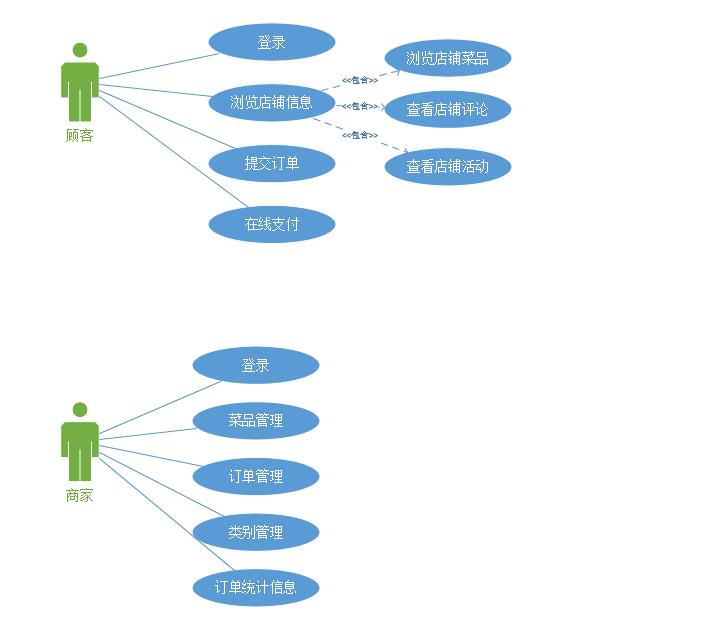 登录
浏览店铺菜品
<<包含>>
浏览店铺信息
<<包含>>
查看店铺评论
顾客
<<包含>>
提交订单
查看店铺活动
在线支付
登录
菜品管理
订单管理
商家
类别管理
订单统计信息